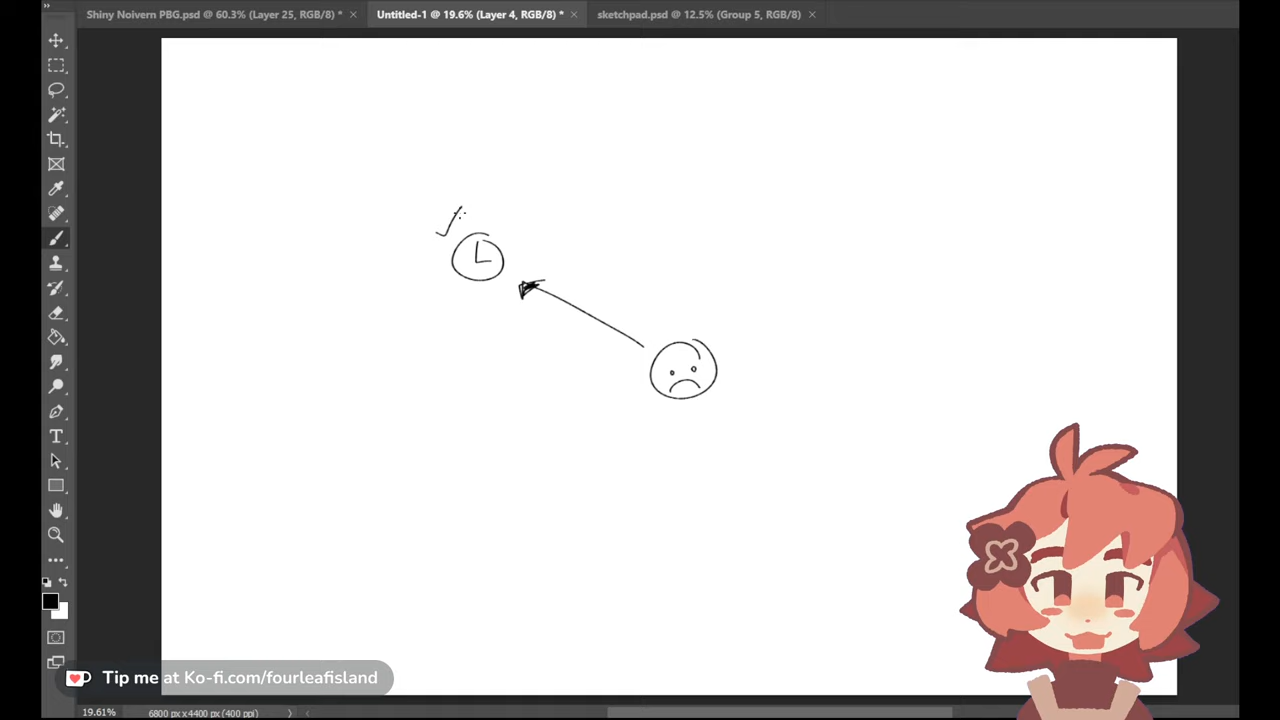 Shiny Noivern PBG.psd @ 60.3% (Layer 25, RGB/8) * Untitled-1 @ 19.6% (Layer 4, RGB/8) * sketchpad.psd @ 12.5% (Group 5, RGB/8)
Tip me at Ko-fi.com/fourleafisland
19.61% 6800 px x 4400 px (400 ppi)